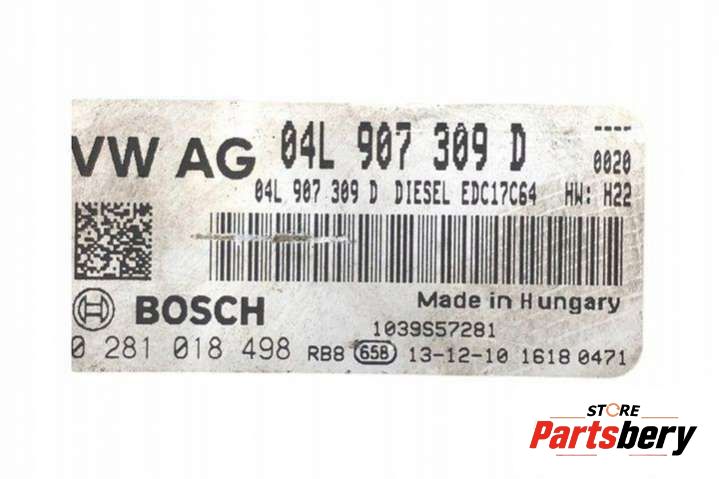 VW AG 04L 907 309 D ----
0020
04L 907 309 D DIESEL EDC17C64 HW: H22
BOSCH Made in Hungary
1039S57281
0 281 018 498 RB8 658 13-12-10 1618 0471
STORE
Partsbery